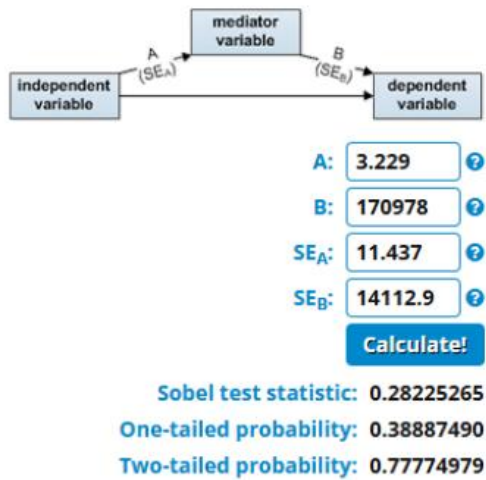 mediator
variable
A
(SEA)
B
(SEB)
independent
variable
dependent
variable
A: 3.229 ?
B: 170978 ?
SEA: 11.437 ?
SEB: 14112.9 ?
Calculate!
Sobel test statistic: 0.28225265
One-tailed probability: 0.38887490
Two-tailed probability: 0.77774979